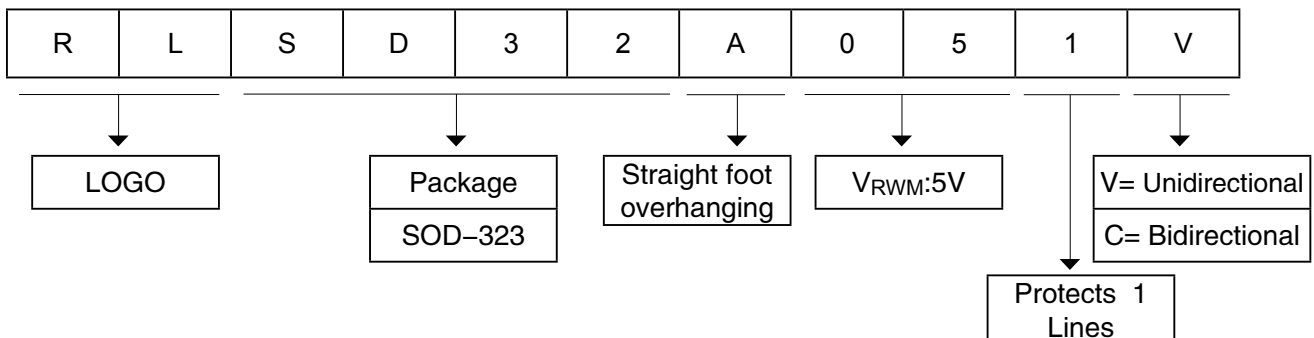 R L S D 3 2 A 0 5 1 V
LOGO
Package
SOD–323
Straight foot
overhanging
VRWM:5V
V= Unidirectional
C= Bidirectional
Protects 1
Lines